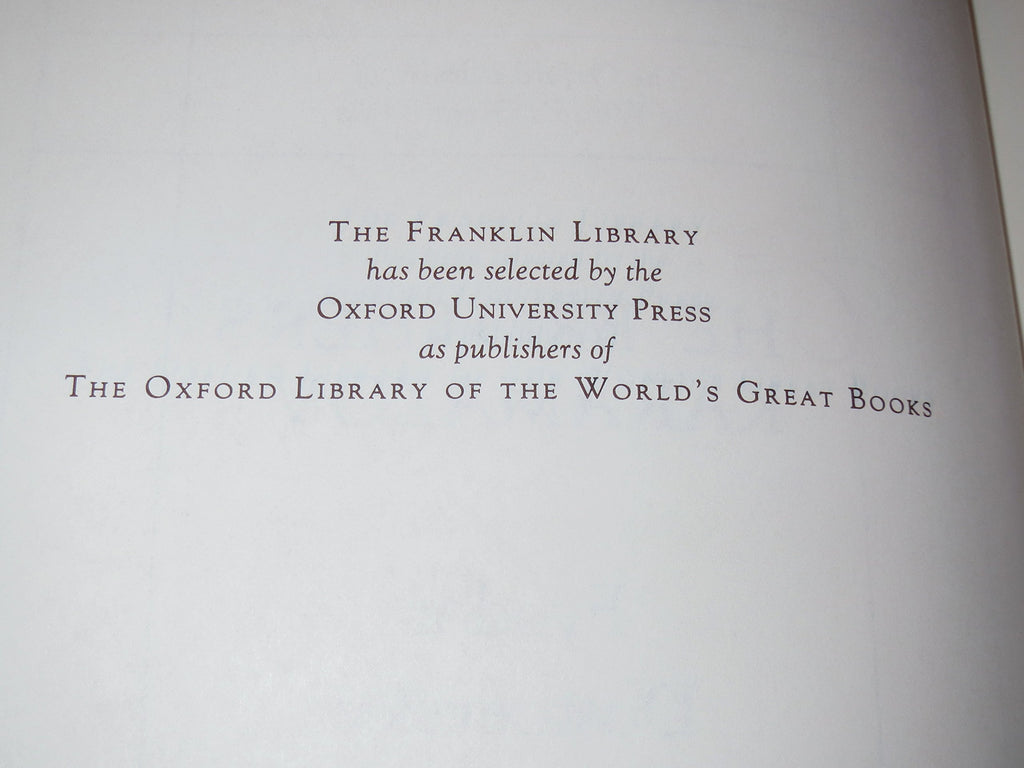 The Franklin Library
has been selected by the
Oxford University Press
as publishers of
The Oxford Library of the World's Great Books